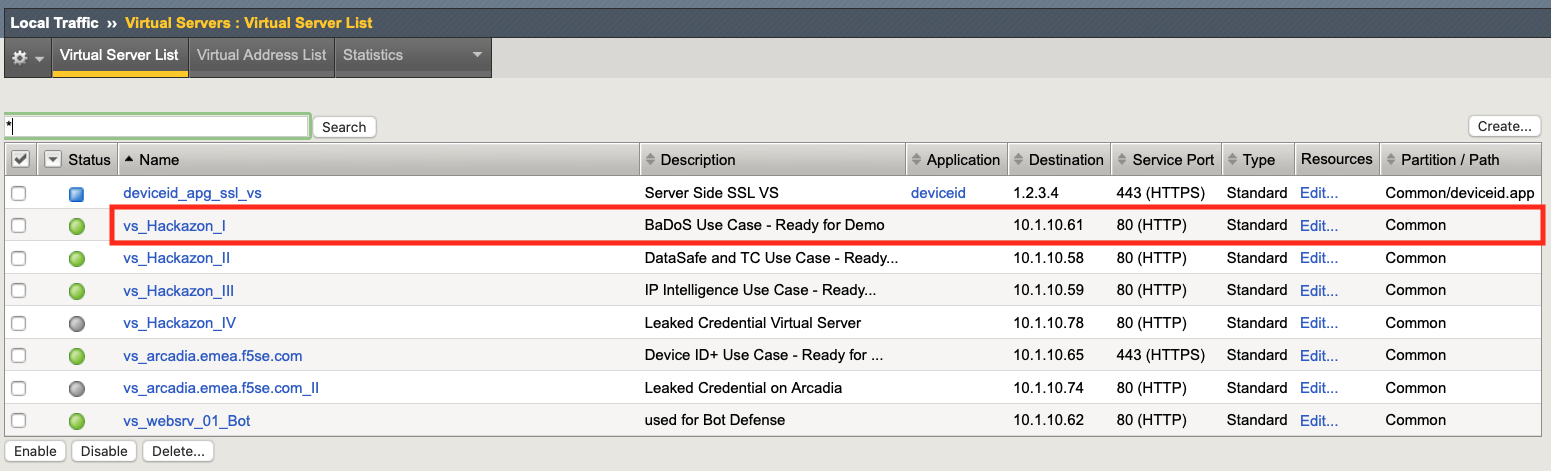 Local Traffic ›› Virtual Servers : Virtual Server List
Virtual Server List Virtual Address List Statistics
* Search Create...
Status Name Description Application Destination Service Port Type Resources Partition / Path
deviceid_apg_ssl_vs Server Side SSL VS deviceid 1.2.3.4 443 (HTTPS) Standard Edit... Common/deviceid.app
vs_Hackazon_I BaDoS Use Case - Ready for Demo 10.1.10.61 80 (HTTP) Standard Edit... Common
vs_Hackazon_II DataSafe and TC Use Case - Ready... 10.1.10.58 80 (HTTP) Standard Edit... Common
vs_Hackazon_III IP Intelligence Use Case - Ready... 10.1.10.59 80 (HTTP) Standard Edit... Common
vs_Hackazon_IV Leaked Credential Virtual Server 10.1.10.78 80 (HTTP) Standard Edit... Common
vs_arcadia.emea.f5se.com Device ID+ Use Case - Ready for ... 10.1.10.65 443 (HTTPS) Standard Edit... Common
vs_arcadia.emea.f5se.com_II Leaked Credential on Arcadia 10.1.10.74 80 (HTTP) Standard Edit... Common
vs_websrv_01_Bot used for Bot Defense 10.1.10.62 80 (HTTP) Standard Edit... Common
Enable Disable Delete...